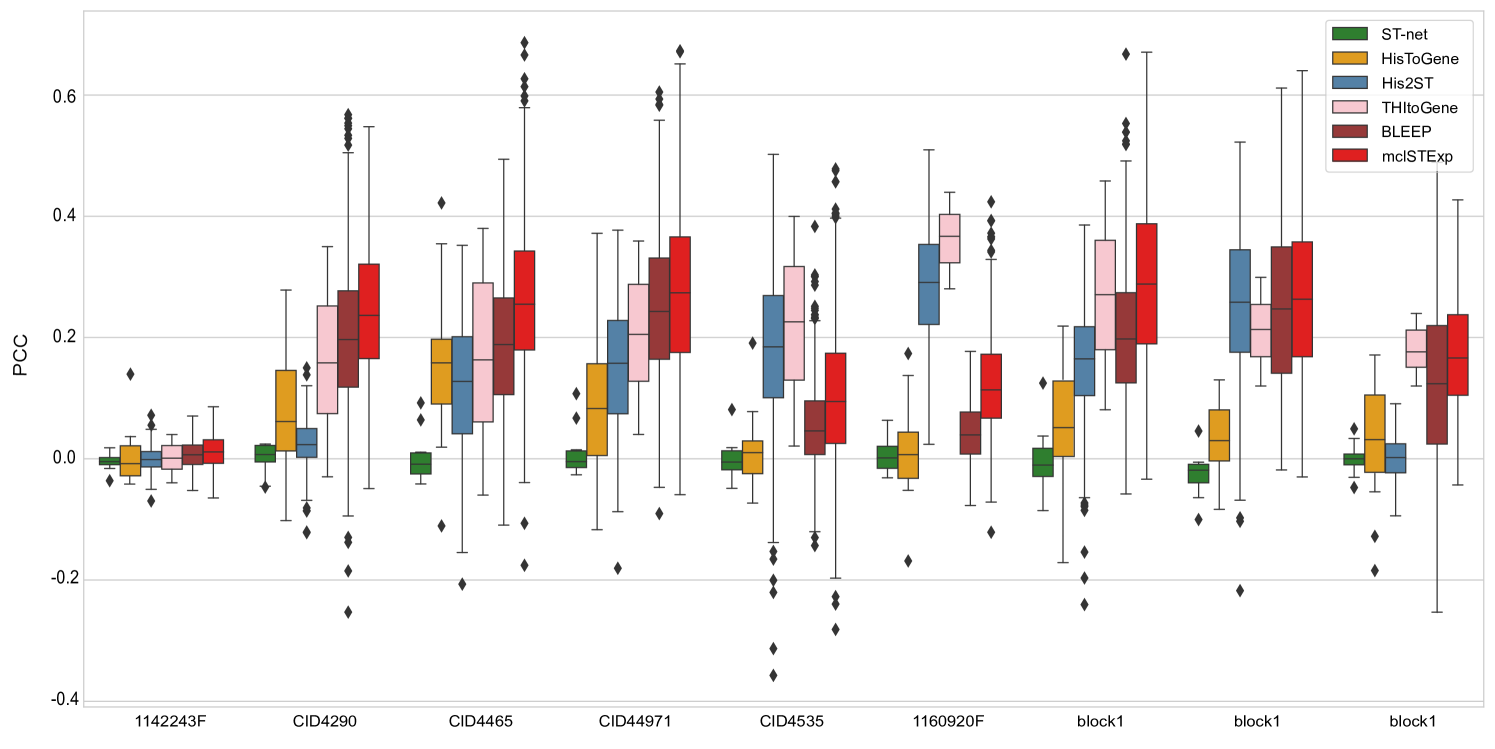 ST-net
HisToGene
His2ST
THItoGene
BLEEP
mclSTExp
PCC
0.6
0.4
0.2
0.0
-0.2
-0.4
1142243F CID4290 CID4465 CID44971 CID4535 1160920F block1 block1 block1